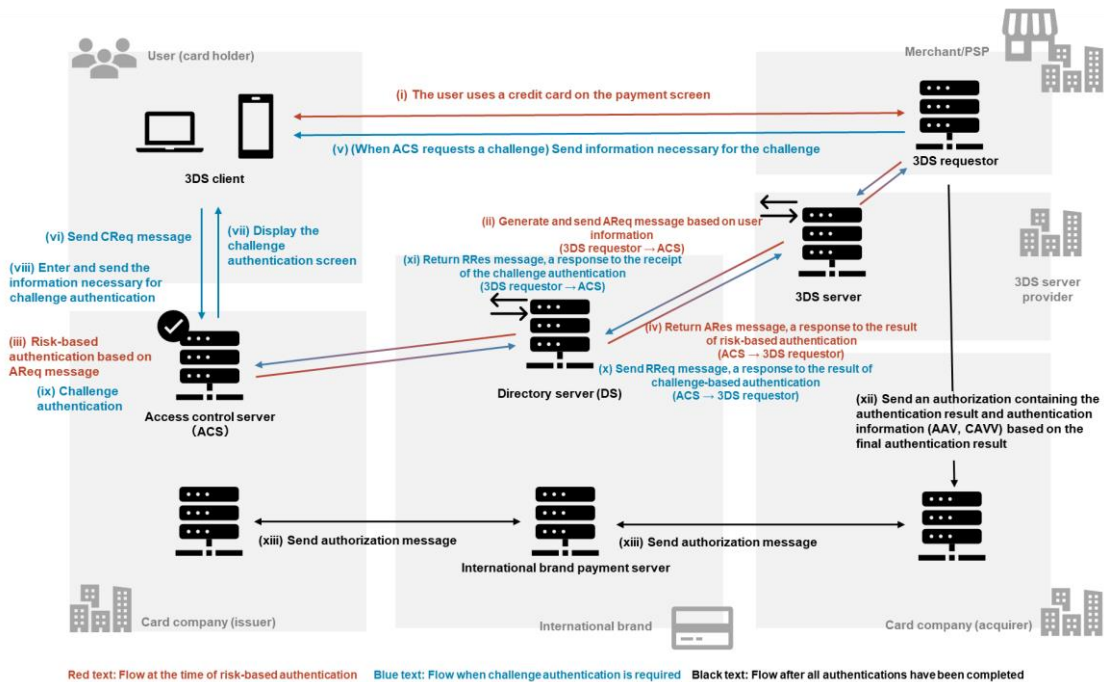 User (card holder)
Merchant/PSP
(i) The user uses a credit card on the payment screen
(v) (When ACS requests a challenge) Send information necessary for the challenge
3DS client
3DS requestor
(vi) Send CReq message
(vii) Display the
challenge
authentication screen
(viii) Enter and send the
information necessary for
challenge authentication
(ii) Generate and send AReq message based on user
information
(3DS requestor → ACS)
(xi) Return RRes message, a response to the receipt
of the challenge authentication
(3DS requestor → ACS)
3DS server
3DS server
provider
(iii) Risk-based
authentication based on
AReq message
(ix) Challenge
authentication
Access control server
(ACS)
Directory server (DS)
(iv) Return ARes message, a response to the result
of risk-based authentication
(ACS → 3DS requestor)
(x) Send RReq message, a response to the result of
challenge-based authentication
(ACS → 3DS requestor)
(xii) Send an authorization containing the
authentication result and authentication
information (AAV, CAVV) based on the
final authentication result
(xiii) Send authorization message
(xiii) Send authorization message
International brand payment server
Card company (issuer)
International brand
Card company (acquirer)
Red text: Flow at the time of risk-based authentication
Blue text: Flow when challenge authentication is required
Black text: Flow after all authentications have been completed